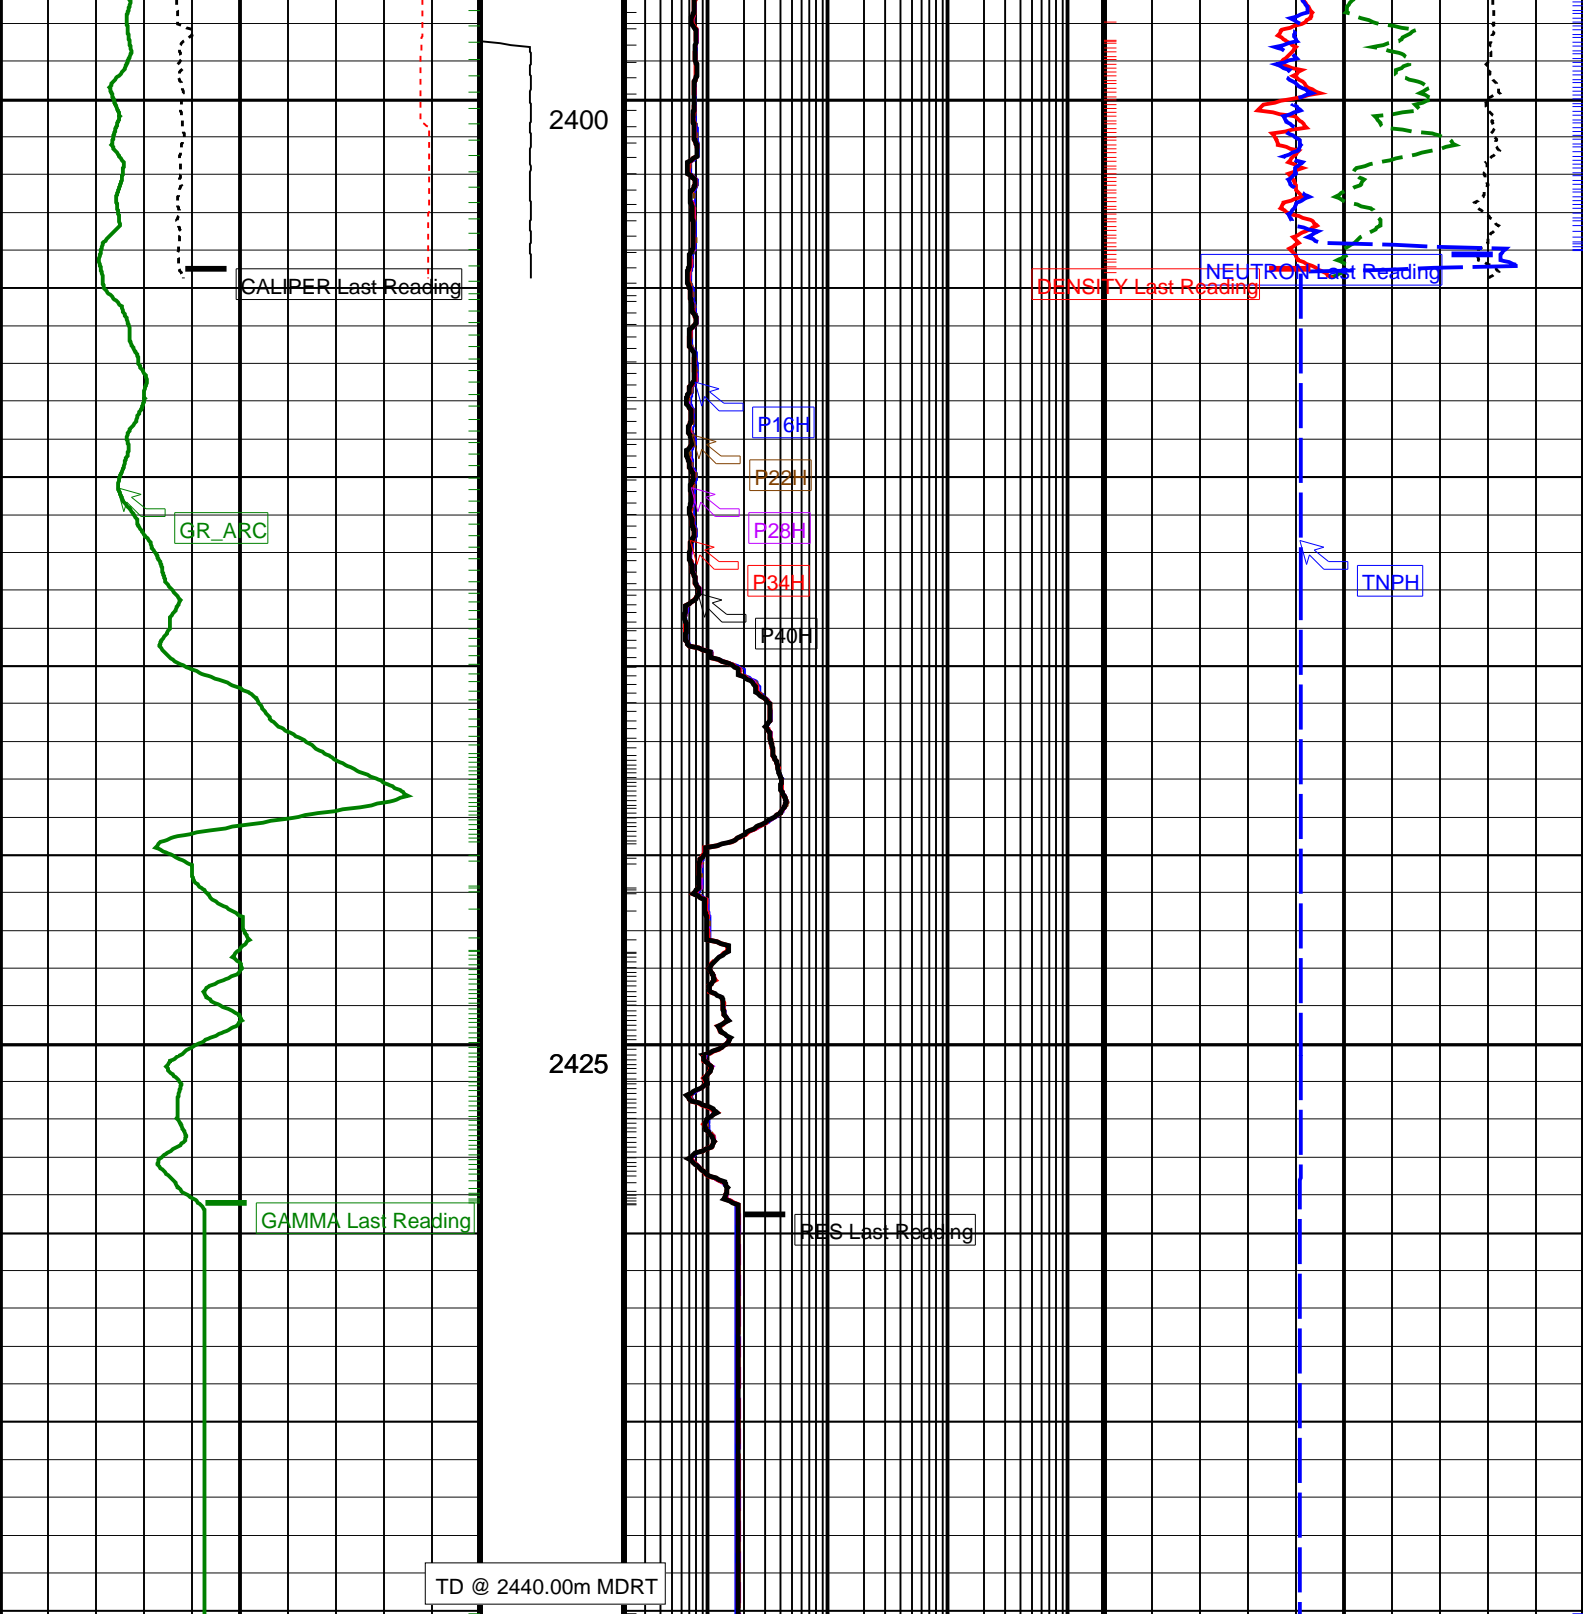 2400
CALIPER Last Reading
NEUTRON Last Reading
DENSITY Last Reading
P16H
P22H
GR_ARC
P28H
P34H
TNPH
P40H
2425
GAMMA Last Reading
RES Last Reading
TD @ 2440.00m MDRT